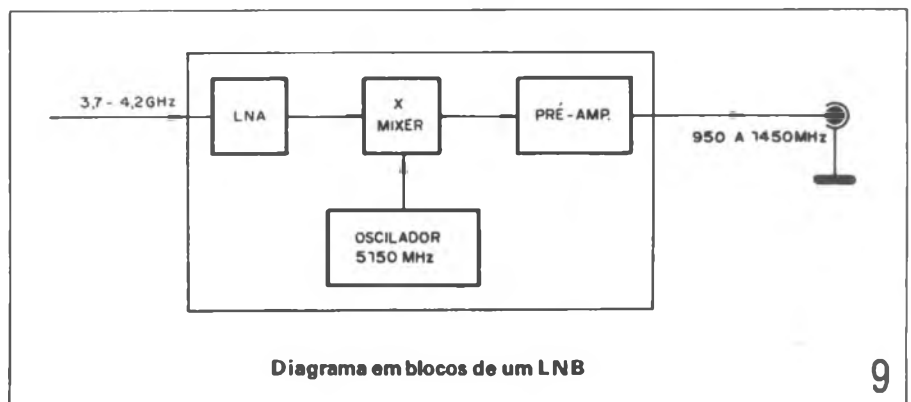 3,7 - 4,2GHz
LNA
X
MIXER
PRÉ-AMP.
950 A 1450MHz
OSCILADOR
5150 MHz
Diagrama em blocos de um LNB
9